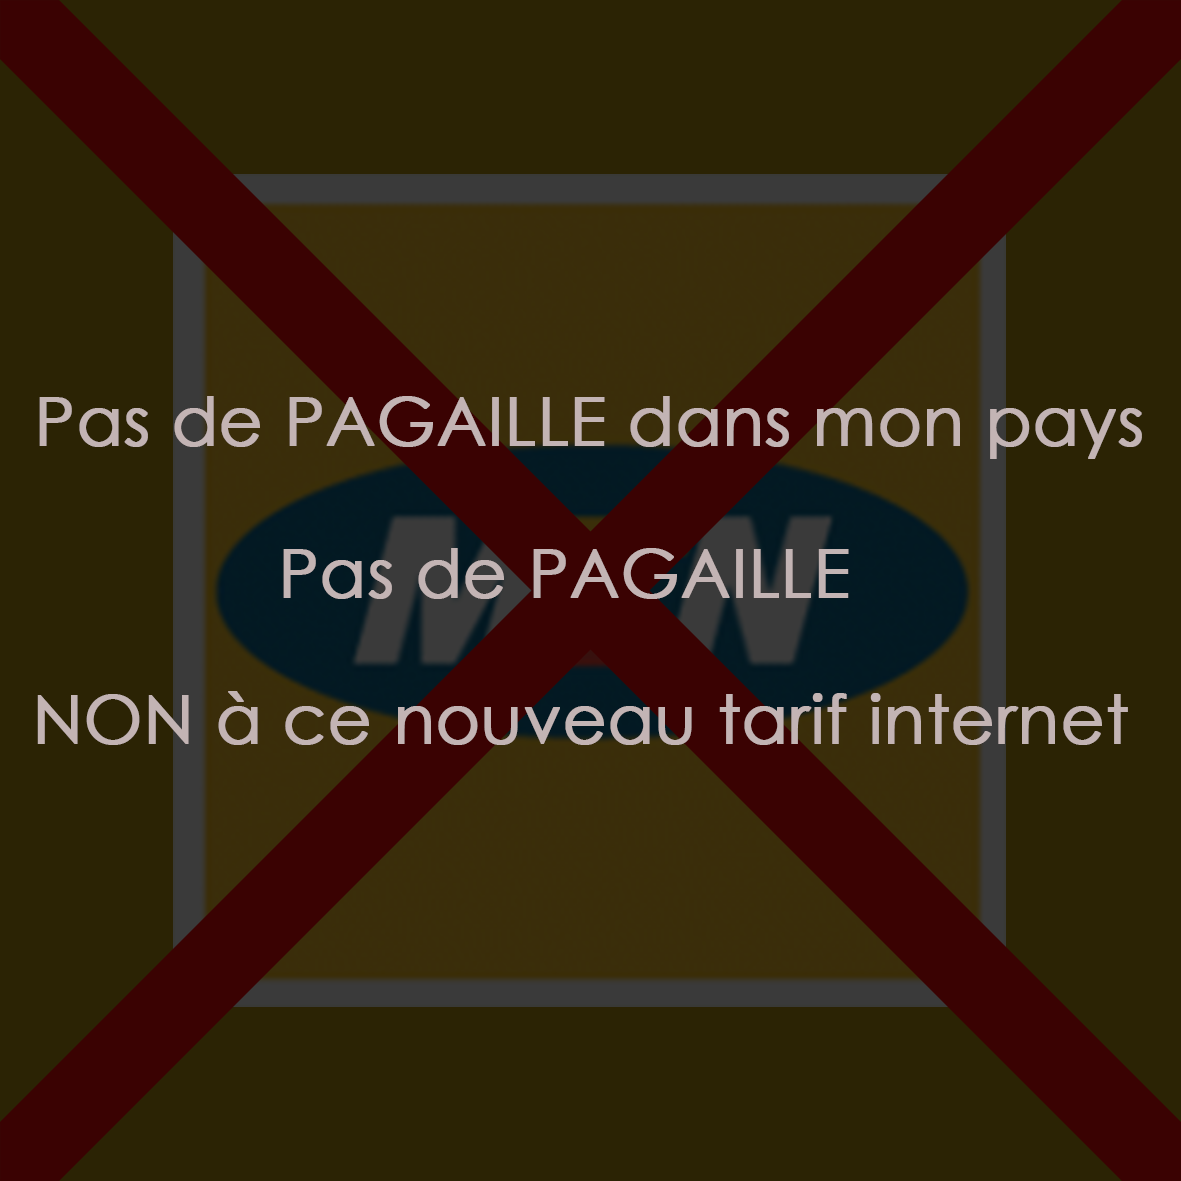 Pas de PAGAILLE dans mon pays
Pas de PAGAILLE
NON à ce nouveau tarif internet